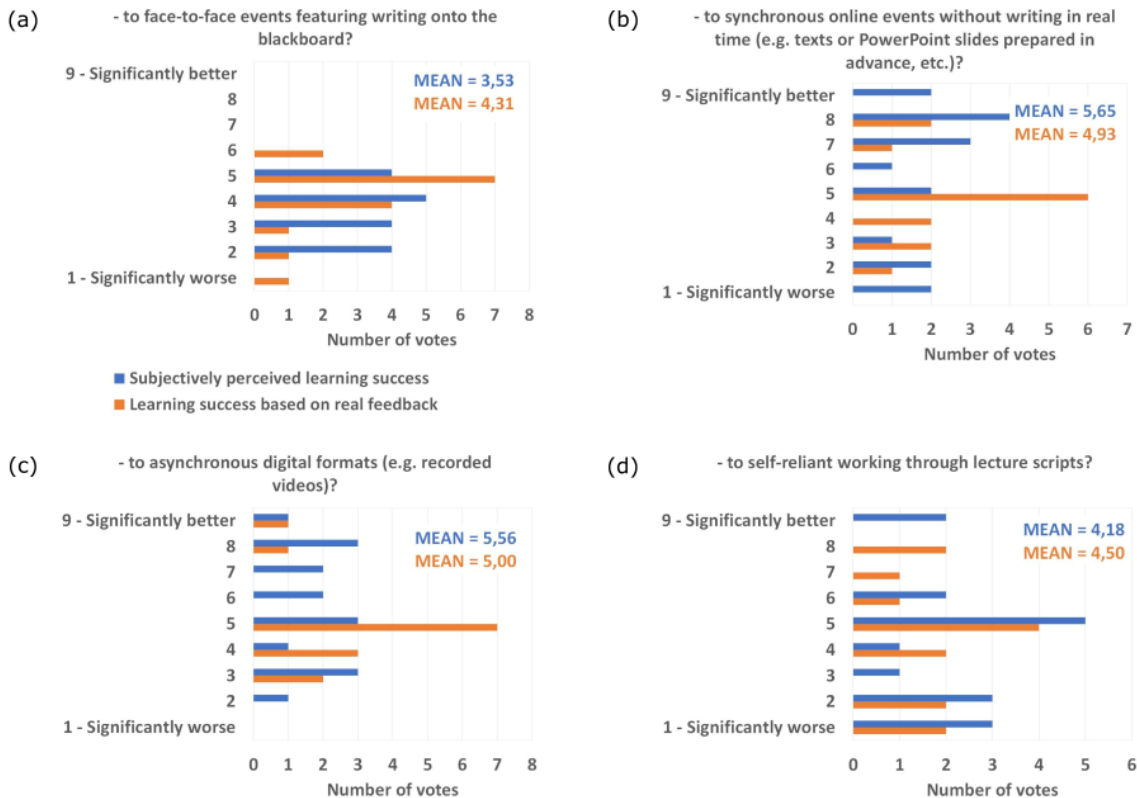 (a)
- to face-to-face events featuring writing onto the
blackboard?
MEAN = 3,53
MEAN = 4,31
9 - Significantly better
8
7
6
5
4
3
2
1 - Significantly worse
0 1 2 3 4 5 6 7 8
Number of votes
Subjectively perceived learning success
Learning success based on real feedback
(b)
- to synchronous online events without writing in real
time (e.g. texts or PowerPoint slides prepared in
advance, etc.)?
MEAN = 5,65
MEAN = 4,93
9 - Significantly better
8
7
6
5
4
3
2
1 - Significantly worse
0 1 2 3 4 5 6 7
Number of votes
(c)
- to asynchronous digital formats (e.g. recorded
videos)?
MEAN = 5,56
MEAN = 5,00
9 - Significantly better
8
7
6
5
4
3
2
1 - Significantly worse
0 1 2 3 4 5 6 7 8
Number of votes
(d)
- to self-reliant working through lecture scripts?
MEAN = 4,18
MEAN = 4,50
9 - Significantly better
8
7
6
5
4
3
2
1 - Significantly worse
0 1 2 3 4 5 6
Number of votes